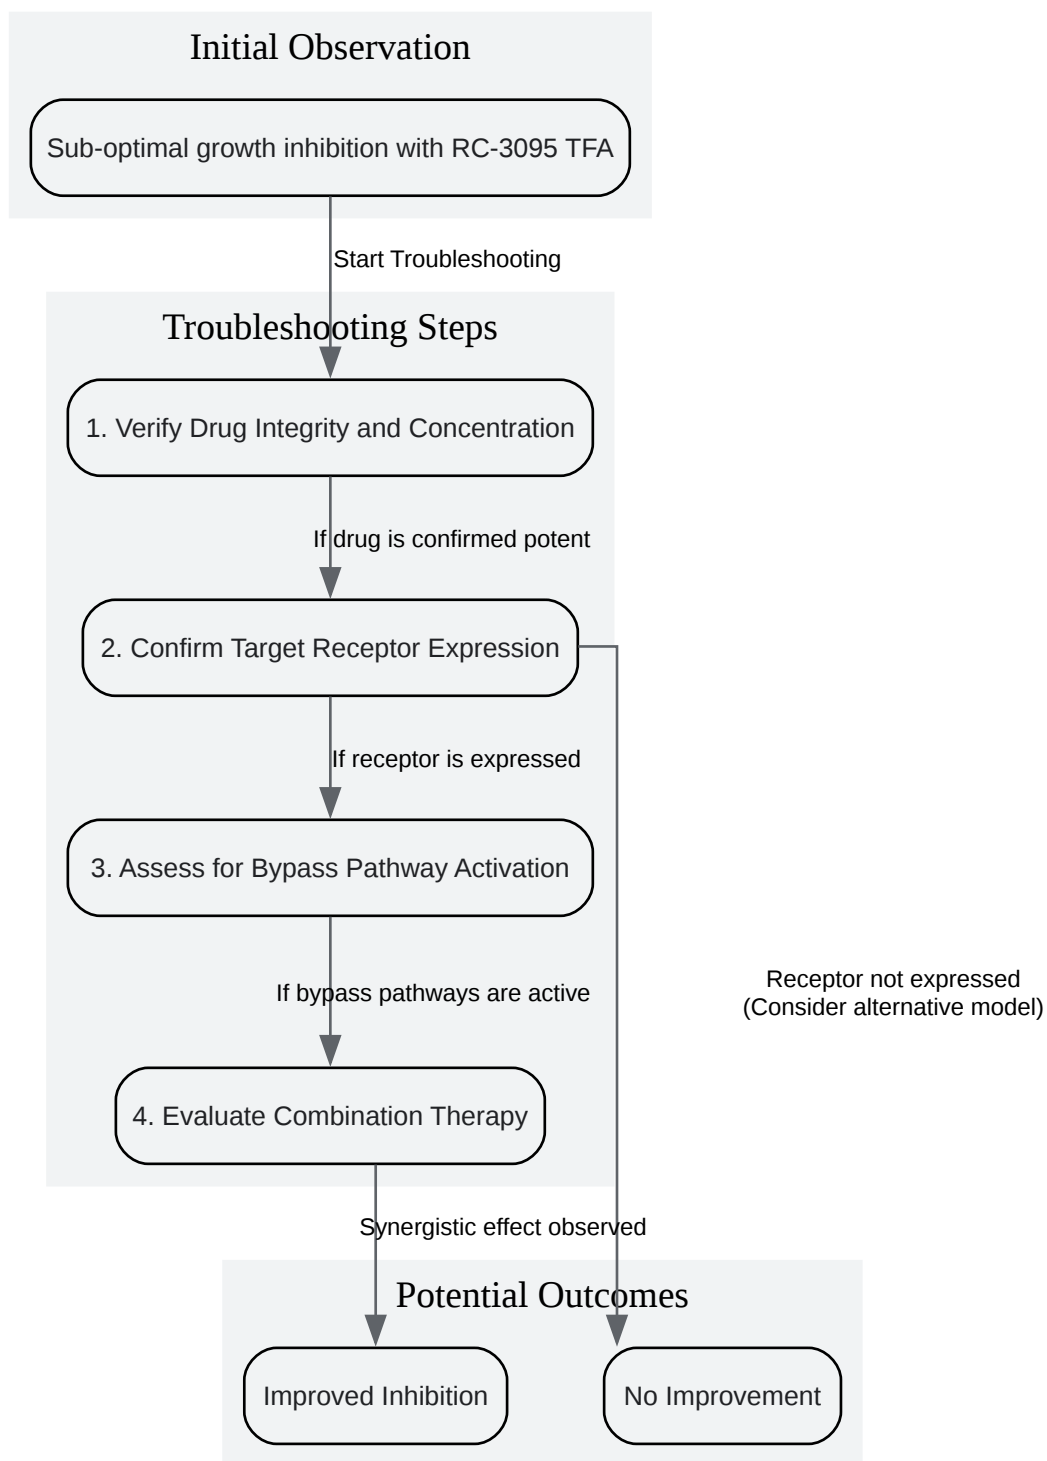 Initial Observation
Sub-optimal growth inhibition with RC-3095 TFA
Start Troubleshooting
Troubleshooting Steps
1. Verify Drug Integrity and Concentration
If drug is confirmed potent
2. Confirm Target Receptor Expression
If receptor is expressed
3. Assess for Bypass Pathway Activation
If bypass pathways are active
Receptor not expressed
(Consider alternative model)
4. Evaluate Combination Therapy
Synergistic effect observed
Potential Outcomes
Improved Inhibition
No Improvement